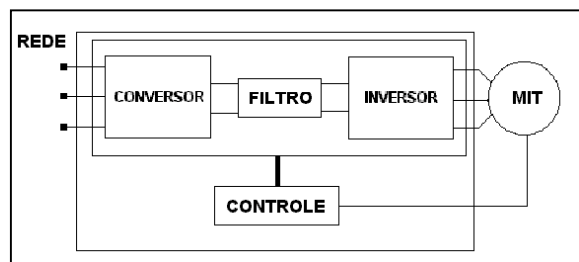 REDE
CONVERSOR
FILTRO
INVERSOR
MIT
CONTROLE